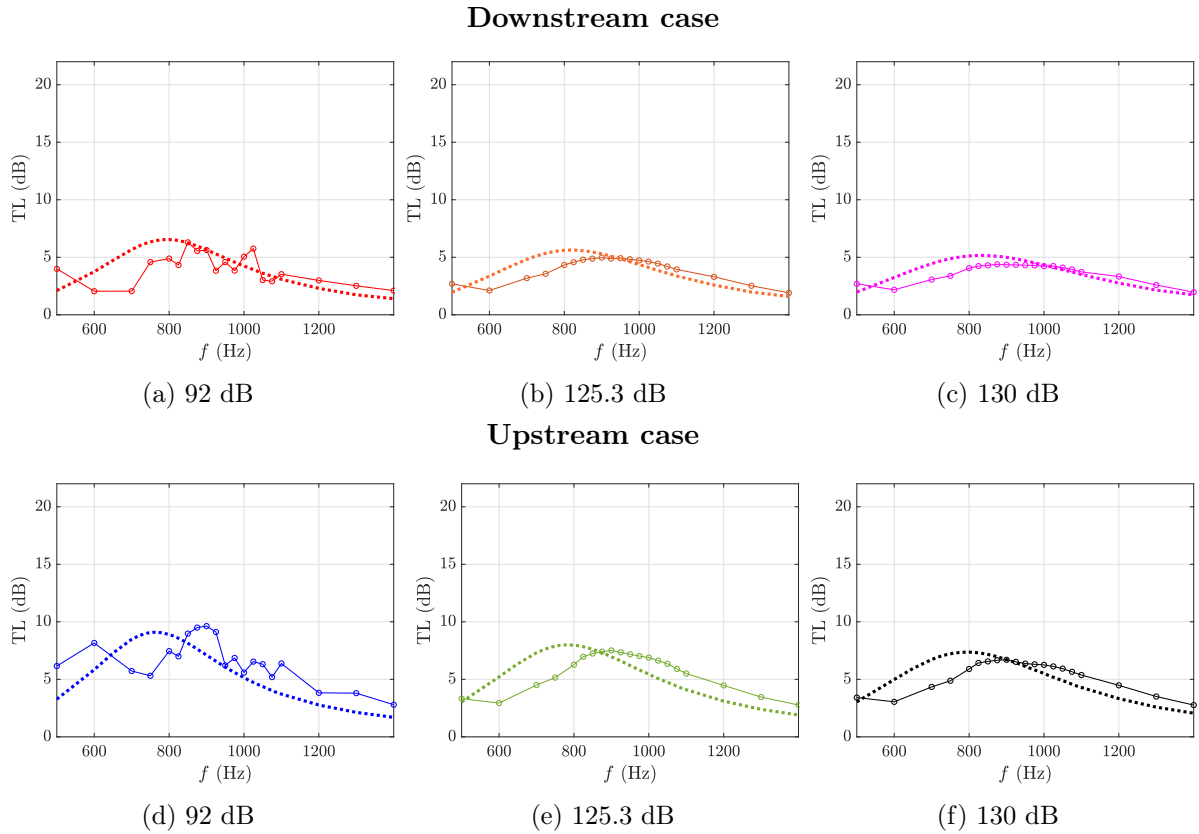 Downstream case
20
15
10
5
0
TL (dB)
600 800 1000 1200
f (Hz)
(a) 92 dB
20
15
10
5
0
TL (dB)
600 800 1000 1200
f (Hz)
(b) 125.3 dB
20
15
10
5
0
TL (dB)
600 800 1000 1200
f (Hz)
(c) 130 dB
Upstream case
20
15
10
5
0
TL (dB)
600 800 1000 1200
f (Hz)
(d) 92 dB
20
15
10
5
0
TL (dB)
600 800 1000 1200
f (Hz)
(e) 125.3 dB
20
15
10
5
0
TL (dB)
600 800 1000 1200
f (Hz)
(f) 130 dB